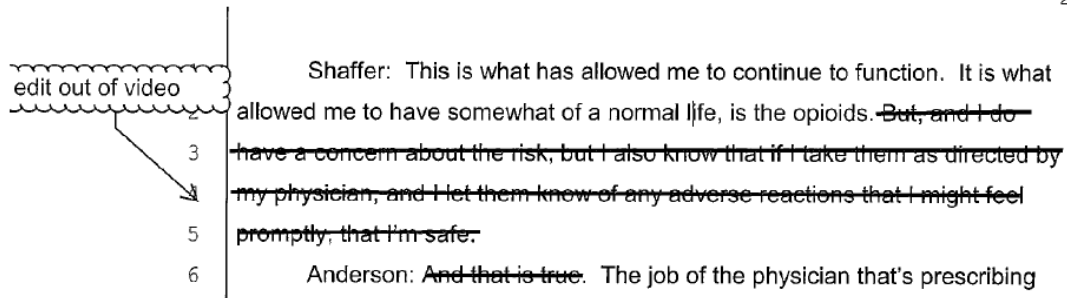 Shaffer: This is what has allowed me to continue to function. It is what
edit out of video
allowed me to have somewhat of a normal life, is the opioids. But, and I do
3 have a concern about the risk, but I also know that if I take them as directed by
4 my physician, and I let them know of any adverse reactions that I might feel
5 promptly, that I'm safe.
6 Anderson: And that is true. The job of the physician that's prescribing